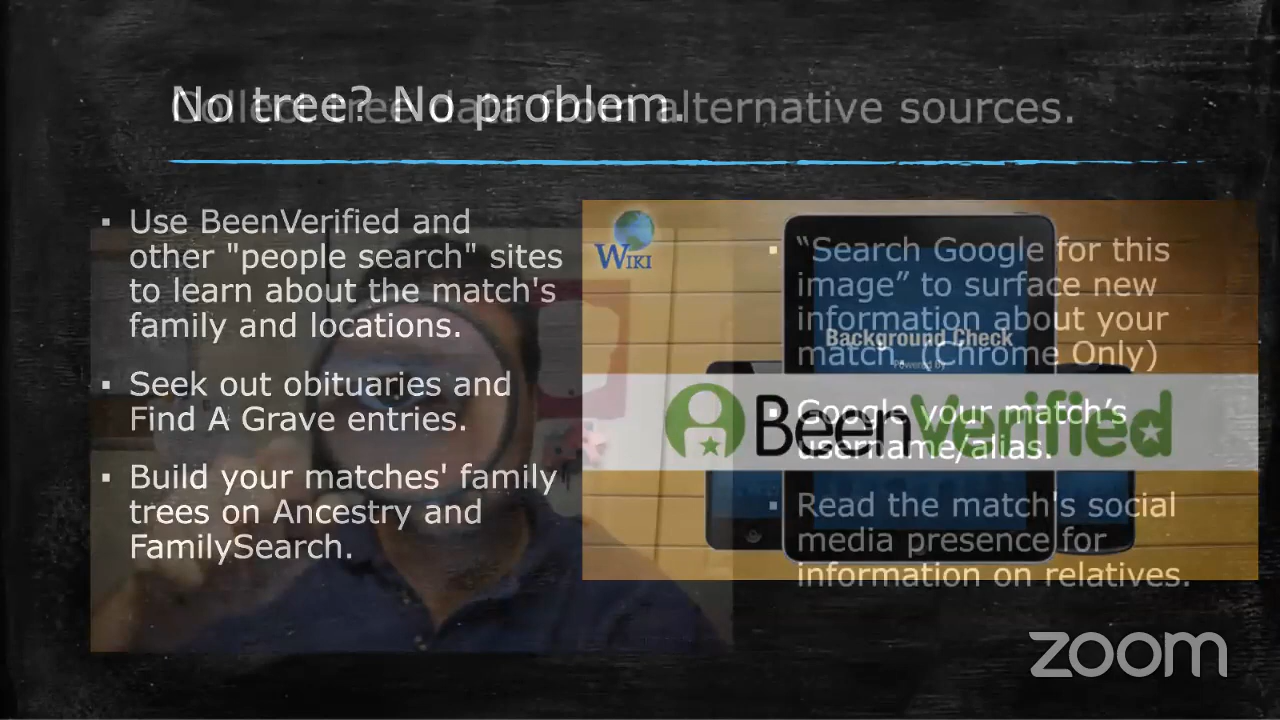 No tree? No problem.
Collect tree data from alternative sources.
▪ Use BeenVerified and
other "people search" sites
to learn about the match's
family and locations.
▪ Seek out obituaries and
Find A Grave entries.
▪ Build your matches' family
trees on Ancestry and
FamilySearch.
WIKI
Background Check
Powered by
BeenVerified
▪ “Search Google for this
image” to surface new
information about your
match. (Chrome Only)
▪ Google your match’s
username/alias.
▪ Read the match's social
media presence for
information on relatives.
zoom